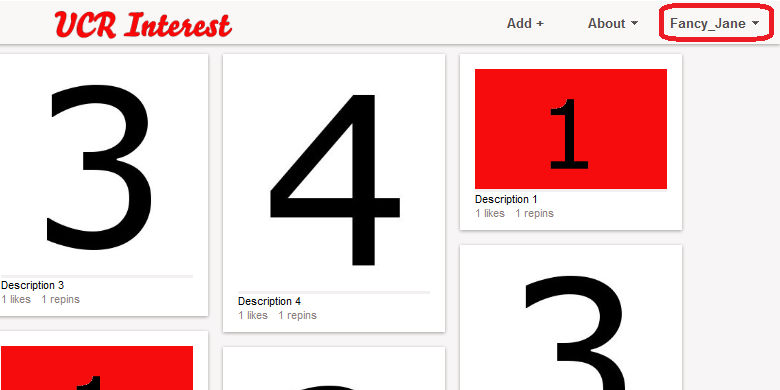 UCR Interest
Add +
About
Fancy_Jane
3
Description 3
1 likes 1 repins
4
Description 4
1 likes 1 repins
1
Description 1
1 likes 1 repins
3
1